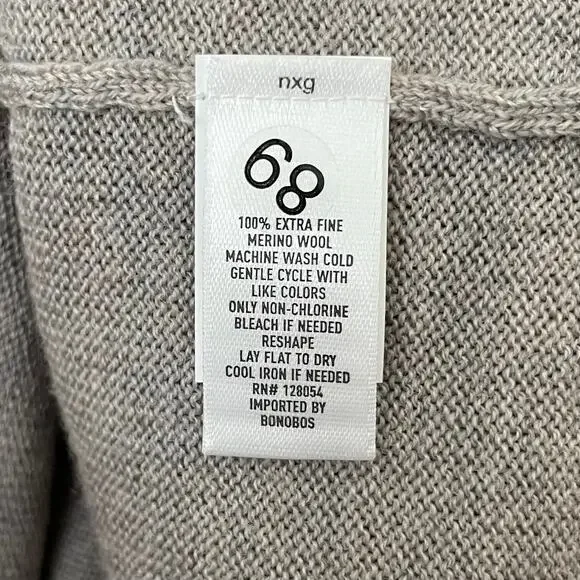 nxg
68
100% EXTRA FINE
MERINO WOOL
MACHINE WASH COLD
GENTLE CYCLE WITH
LIKE COLORS
ONLY NON-CHLORINE
BLEACH IF NEEDED
RESHAPE
LAY FLAT TO DRY
COOL IRON IF NEEDED
RN# 128054
IMPORTED BY
BONOBOS